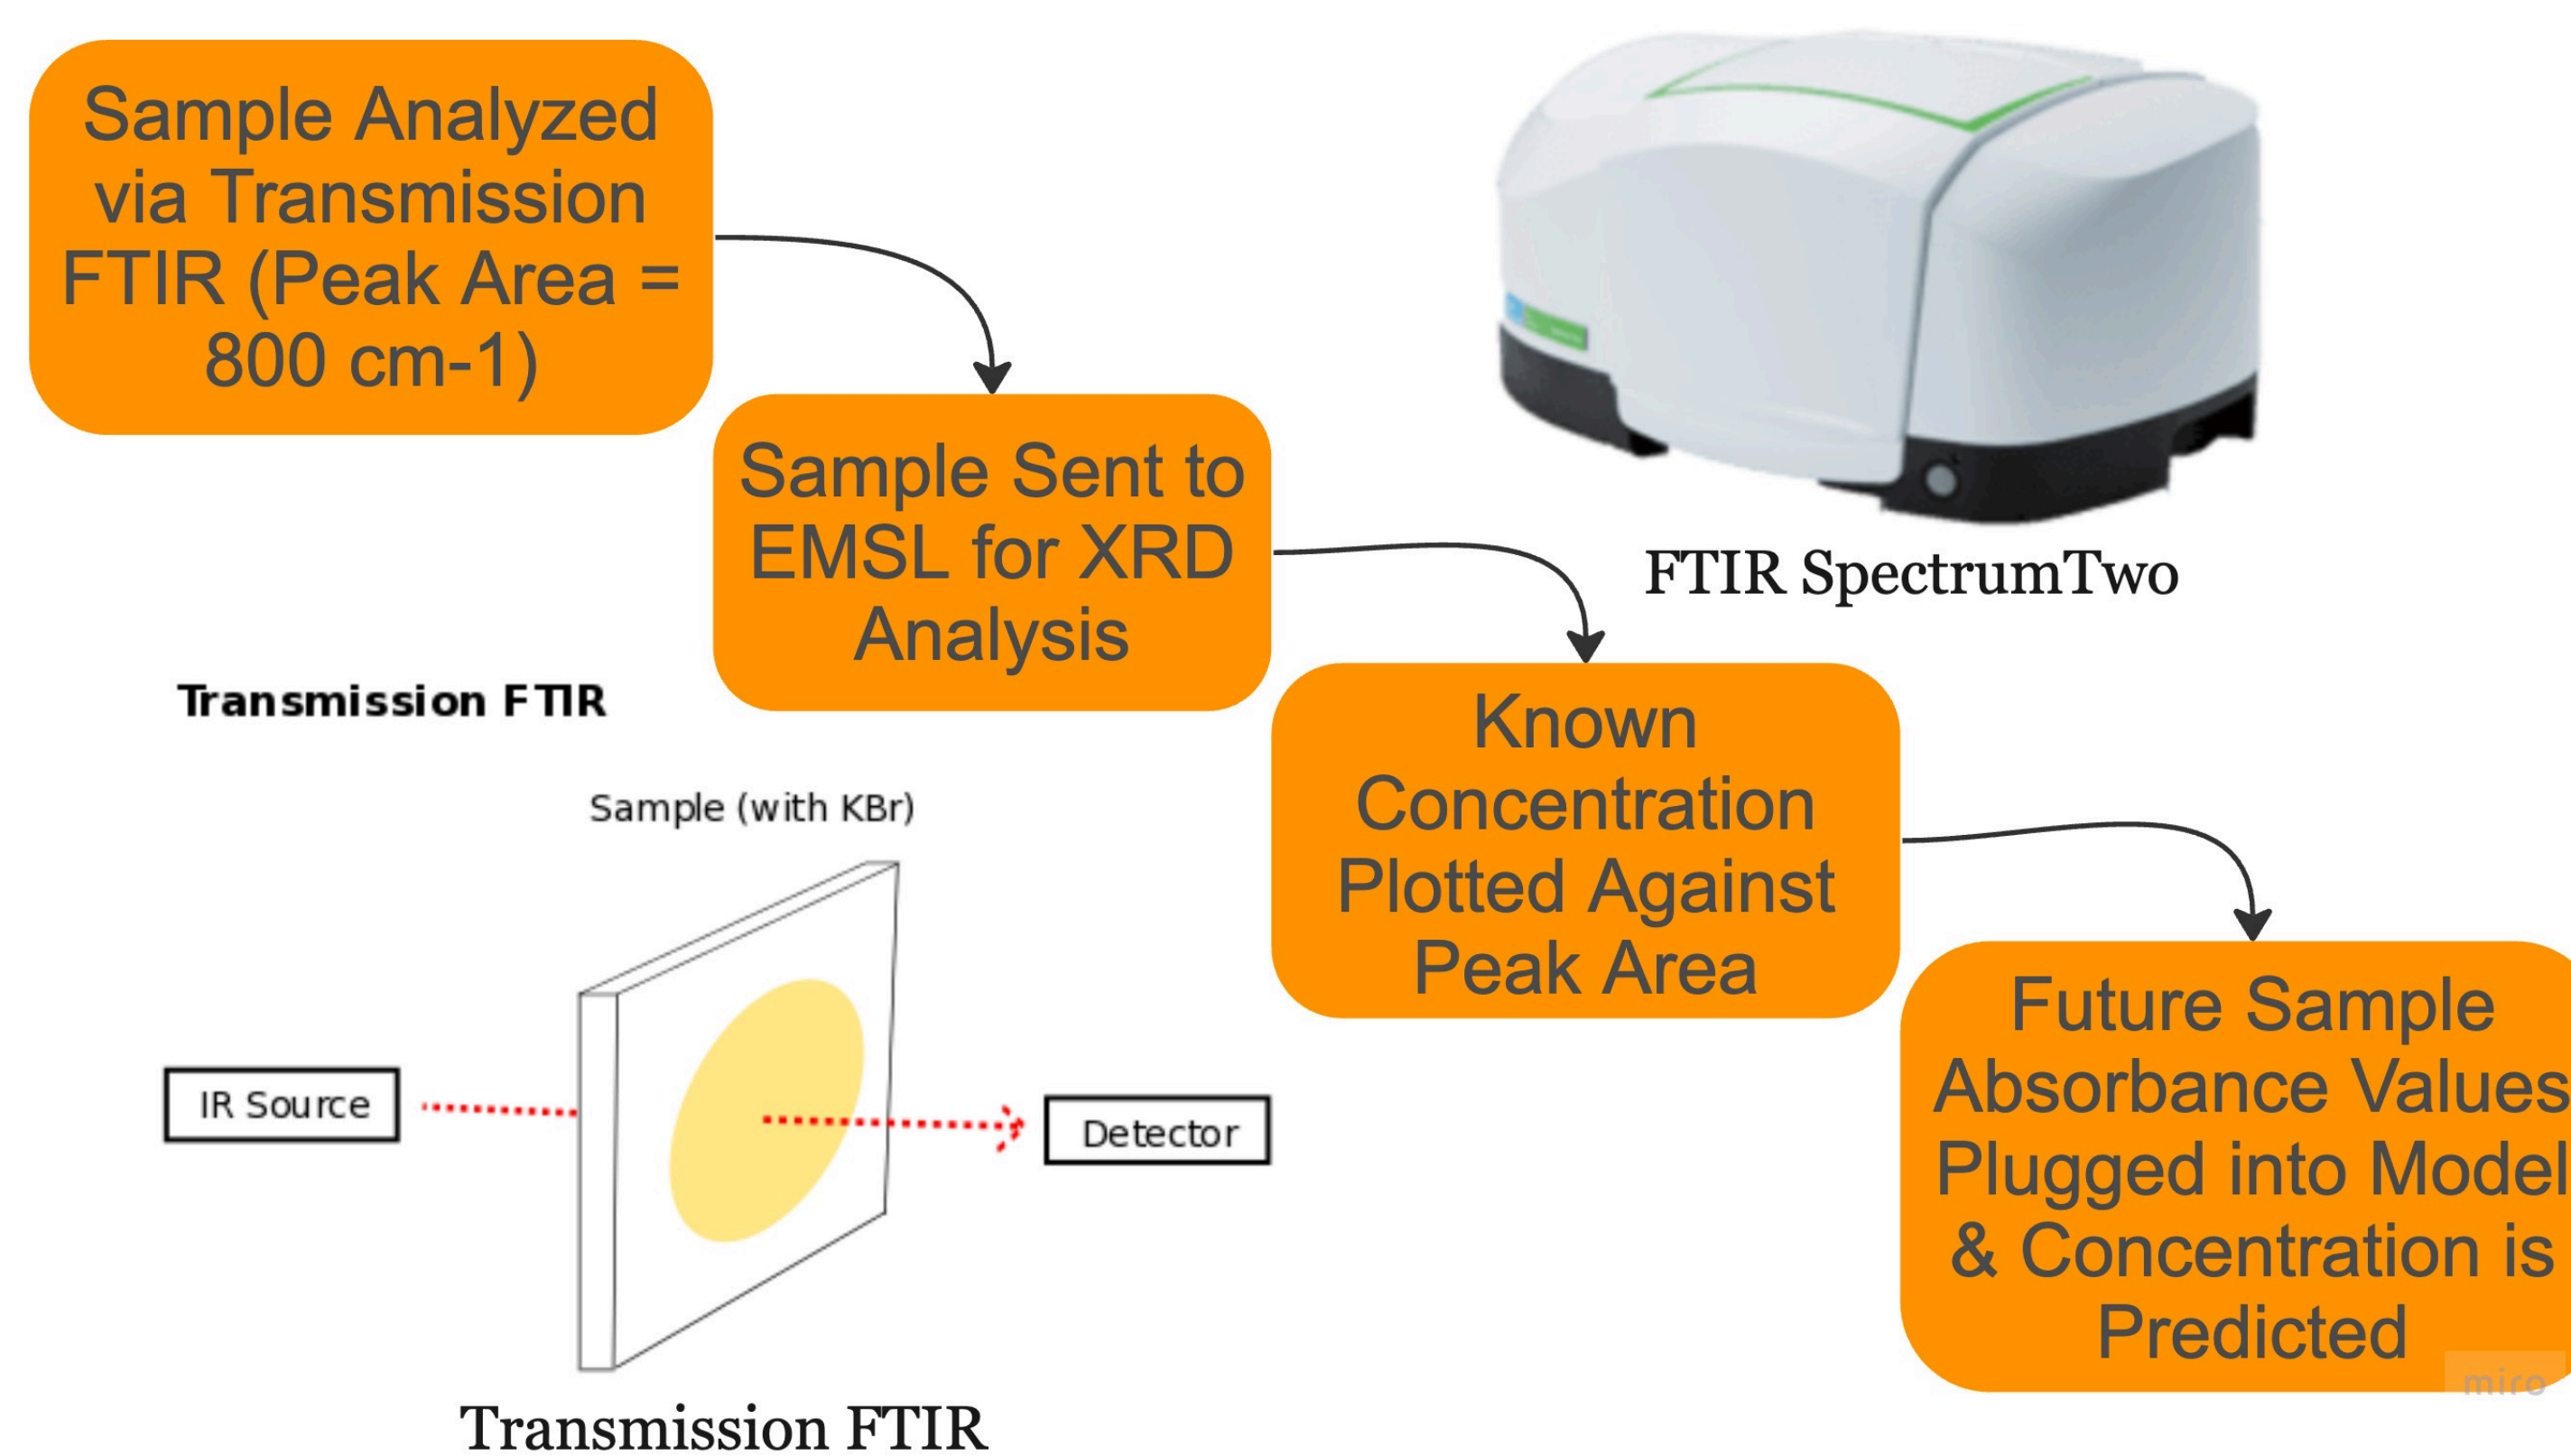 Sample Analyzed
via Transmission
FTIR (Peak Area =
800 cm-1)
Sample Sent to
EMSL for XRD
Analysis
FTIR SpectrumTwo
Known
Concentration
Plotted Against
Peak Area
Future Sample
Absorbance Values
Plugged into Model
& Concentration is
Predicted
miro
Transmission FTIR
Sample (with KBr)
IR Source
Detector
Transmission FTIR